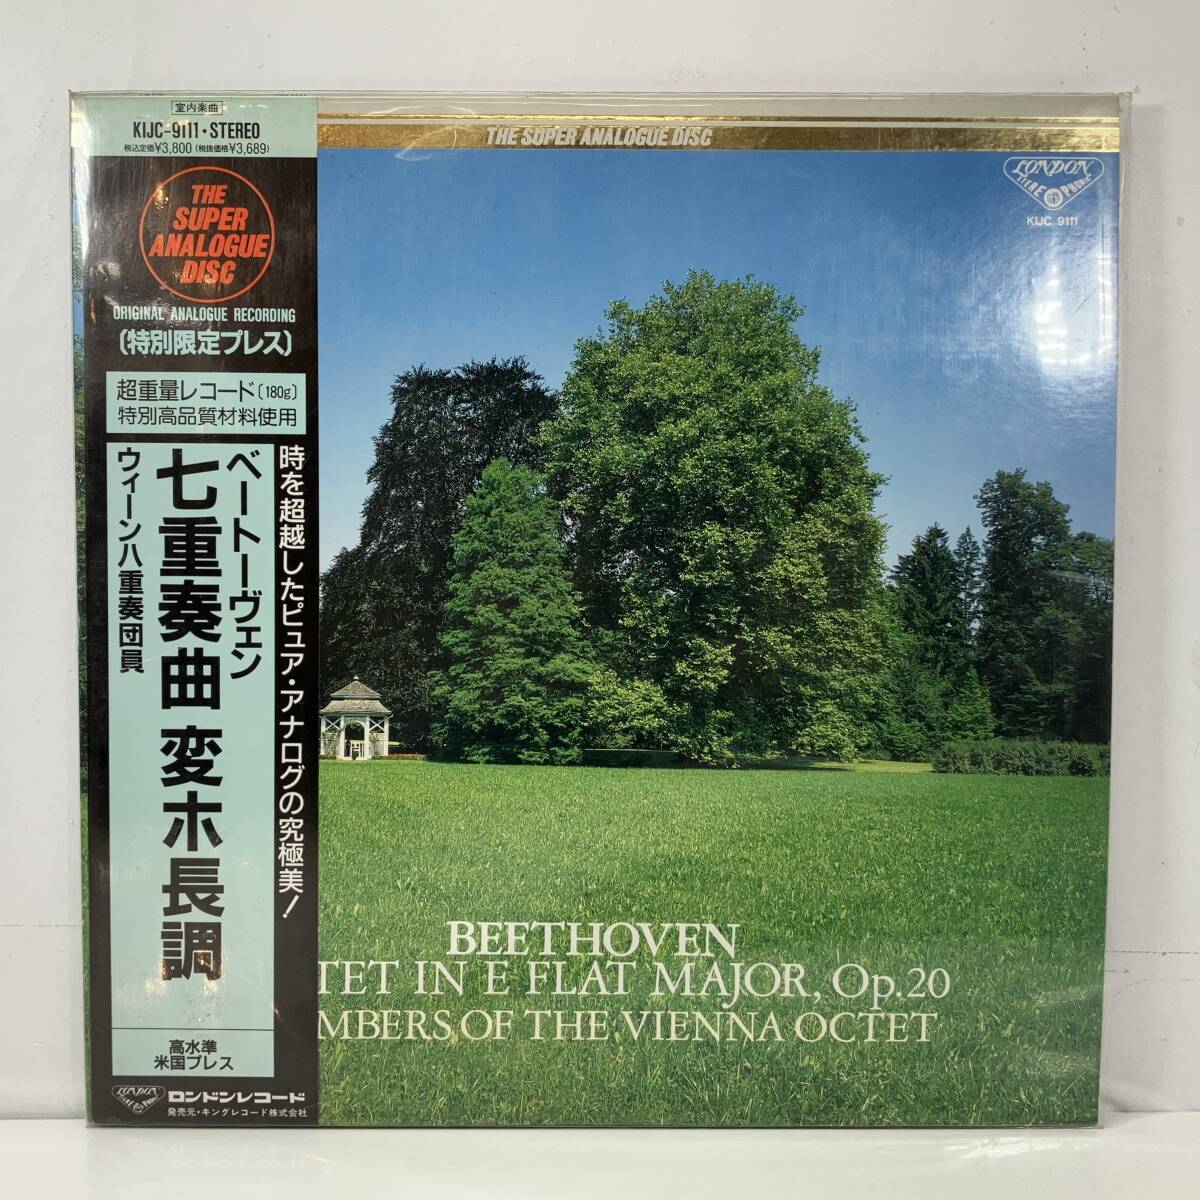 室内楽曲
KIJC-9111・STEREO
税込定価¥3,800（税抜価格¥3,689）
THE
SUPER
ANALOGUE
DISC
ORIGINAL ANALOGUE RECORDING
〔特別限定プレス〕
超重量レコード〔180g〕
特別高品質材料使用
時を超越したピュア・アナログの究極美！
ベートーヴェン
七重奏曲 変ホ長調
ウィーン八重奏団員
高水準
米国プレス
LONDON
ロンドンレコード
発売元・キングレコード株式会社
THE SUPER ANALOGUE DISC
LONDON
STEREOPHONIC
KIJC 9111
BEETHOVEN
TET IN E FLAT MAJOR, Op.20
MBERS OF THE VIENNA OCTET